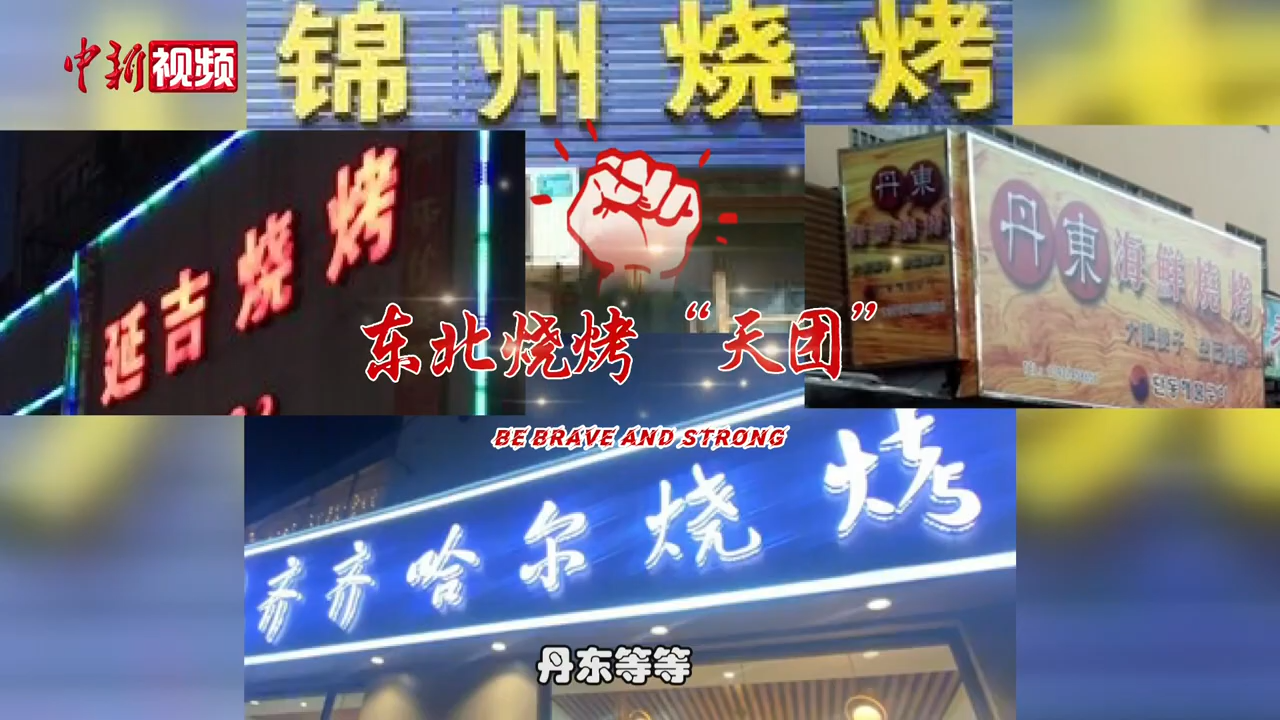 中新视频
锦州烧烤
延吉烧烤
丹東
丹東海鮮燒烤
东北烧烤“天团”
BE BRAVE AND STRONG
齐齐哈尔烧烤
丹东等等